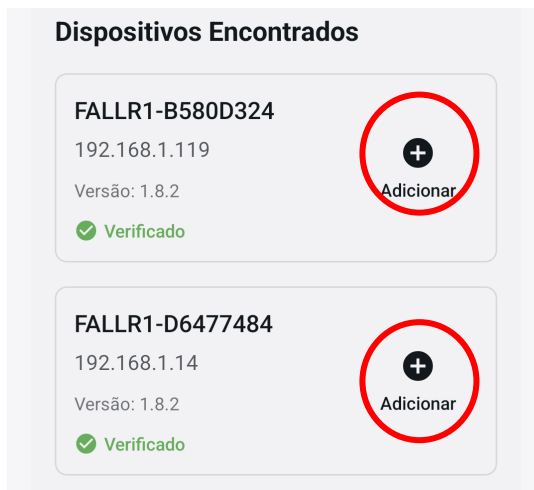 Dispositivos Encontrados
FALLR1-B580D324
192.168.1.119
Adicionar
Versão: 1.8.2
Verificado
FALLR1-D6477484
192.168.1.14
Adicionar
Versão: 1.8.2
Verificado